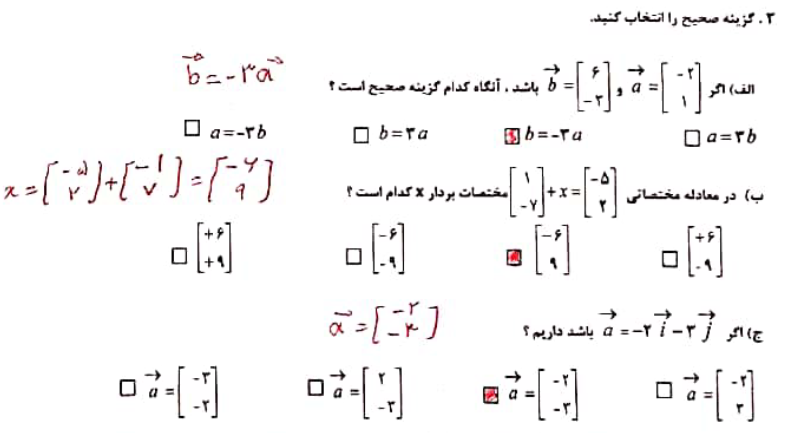 ۳. گزینه صحیح را انتخاب کنید.
b = -۳a
الف) اگر a = [-۲ ۱] و b = [۶ -۳] باشد، آنگاه کدام گزینه صحیح است؟
a=۳b □ b=-۳a □ b=۳a □ a=-۳b □
x = [-۵ ۲] + [-۱ ۷] = [-۶ ۹]
ب) در معادله مختصاتی [۱ -۷] + x = [-۵ ۲] مختصات بردار x کدام است؟
[+۶ -۹] □ [-۶ ۹] □ [-۶ -۹] □ [+۶ +۹] □
a = [-۲ -۳]
ج) اگر a = -۲i - ۳j باشد داریم؟
a = [-۲ ۳] □ a = [-۲ -۳] □ a = [۲ -۳] □ a = [-۳ -۲] □